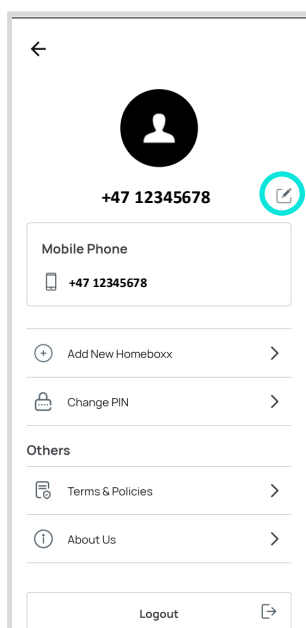 +47 12345678
Mobile Phone
+47 12345678
Add New Homeboxx
Change PIN
Others
Terms & Policies
About Us
Logout